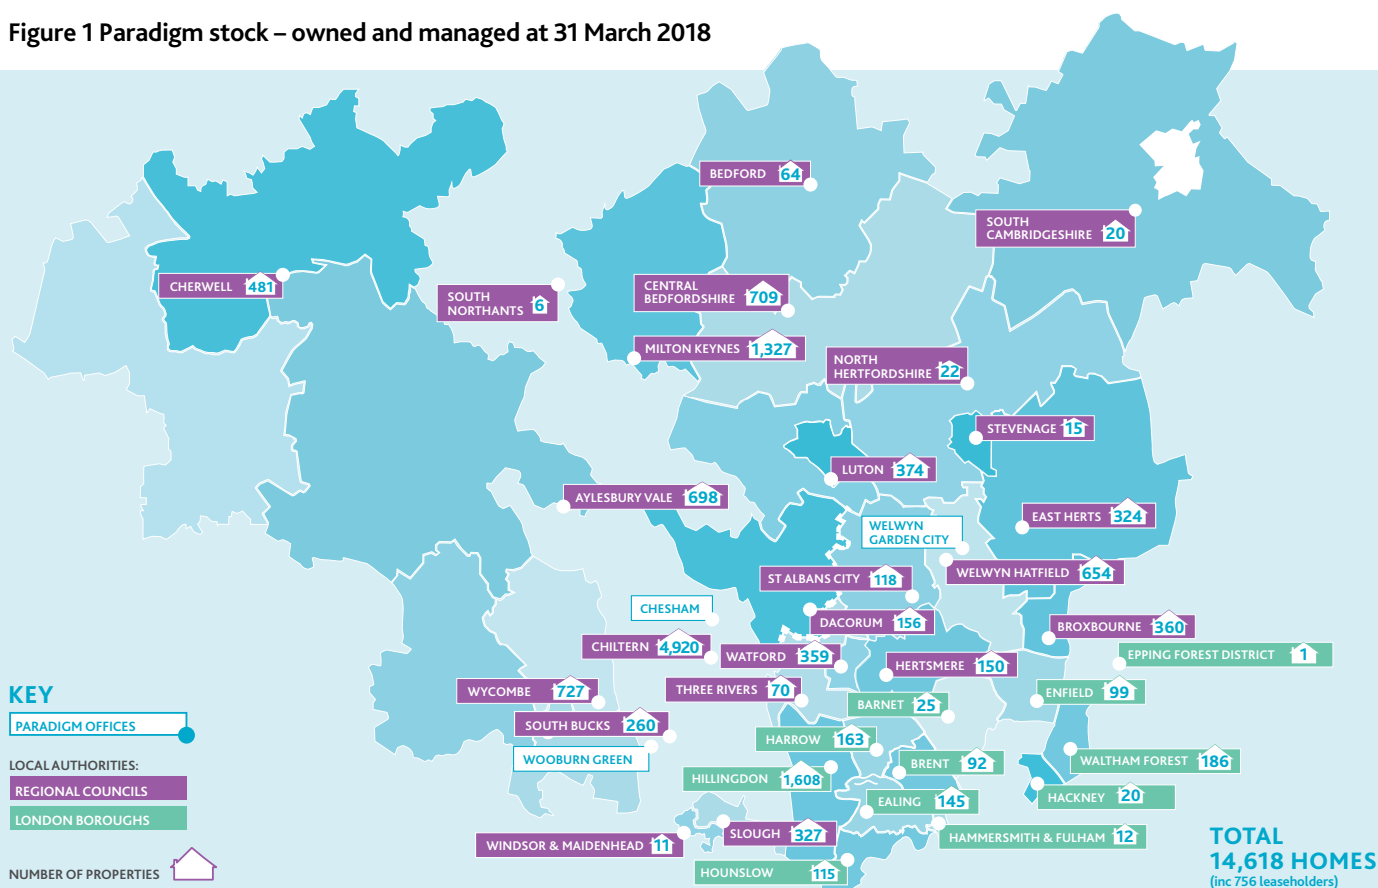 Figure 1 Paradigm stock – owned and managed at 31 March 2018
BEDFORD 64
SOUTH
CAMBRIDGESHIRE 20
CHERWELL 481
SOUTH
NORTHANTS 6
CENTRAL
BEDFORDSHIRE 709
MILTON KEYNES 1,327
NORTH
HERTFORDSHIRE 22
STEVENAGE 15
LUTON 374
AYLESBURY VALE 698
EAST HERTS 324
WELWYN
GARDEN CITY
ST ALBANS CITY 118
WELWYN HATFIELD 654
CHESHAM
DACORUM 156
BROXBOURNE 360
CHILTERN 4,920
WATFORD 359
HERTSMERE 150
EPPING FOREST DISTRICT 1
WYCOMBE 727
THREE RIVERS 70
BARNET 25
ENFIELD 99
SOUTH BUCKS 260
HARROW 163
WOOBURN GREEN
BRENT 92
WALTHAM FOREST 186
HILLINGDON 1,608
EALING 145
HACKNEY 20
SLOUGH 327
WINDSOR & MAIDENHEAD 11
HAMMERSMITH & FULHAM 12
HOUNSLOW 115
KEY
PARADIGM OFFICES
LOCAL AUTHORITIES:
REGIONAL COUNCILS
LONDON BOROUGHS
NUMBER OF PROPERTIES
TOTAL
14,618 HOMES
(inc 756 leaseholders)